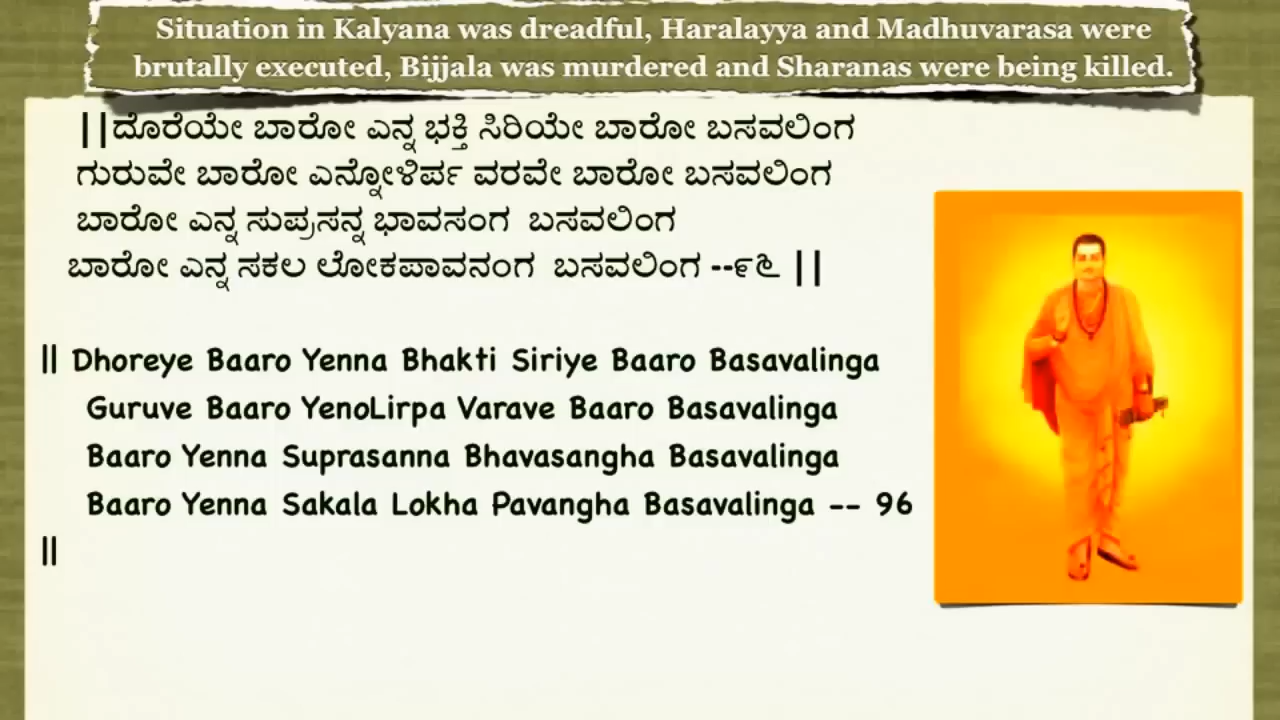 Situation in Kalyana was dreadful, Haralayya and Madhuvarasa were
brutally executed, Bijjala was murdered and Sharanas were being killed.
||ದೊರೆಯೇ ಬಾರೋ ಎನ್ನ ಭಕ್ತಿ ಸಿರಿಯೇ ಬಾರೋ ಬಸವಲಿಂಗ
ಗುರುವೇ ಬಾರೋ ಎನ್ನೋಳಿರ್ಪ ವರವೇ ಬಾರೋ ಬಸವಲಿಂಗ
ಬಾರೋ ಎನ್ನ ಸುಪ್ರಸನ್ನ ಭಾವಸಂಗ ಬಸವಲಿಂಗ
ಬಾರೋ ಎನ್ನ ಸಕಲ ಲೋಕಪಾವನಂಗ ಬಸವಲಿಂಗ --೯೬ ||
|| Dhoreye Baaro Yenna Bhakti Siriye Baaro Basavalinga
Guruve Baaro YenoLirpa Varave Baaro Basavalinga
Baaro Yenna Suprasanna Bhavasangha Basavalinga
Baaro Yenna Sakala Lokha Pavangha Basavalinga -- 96
||